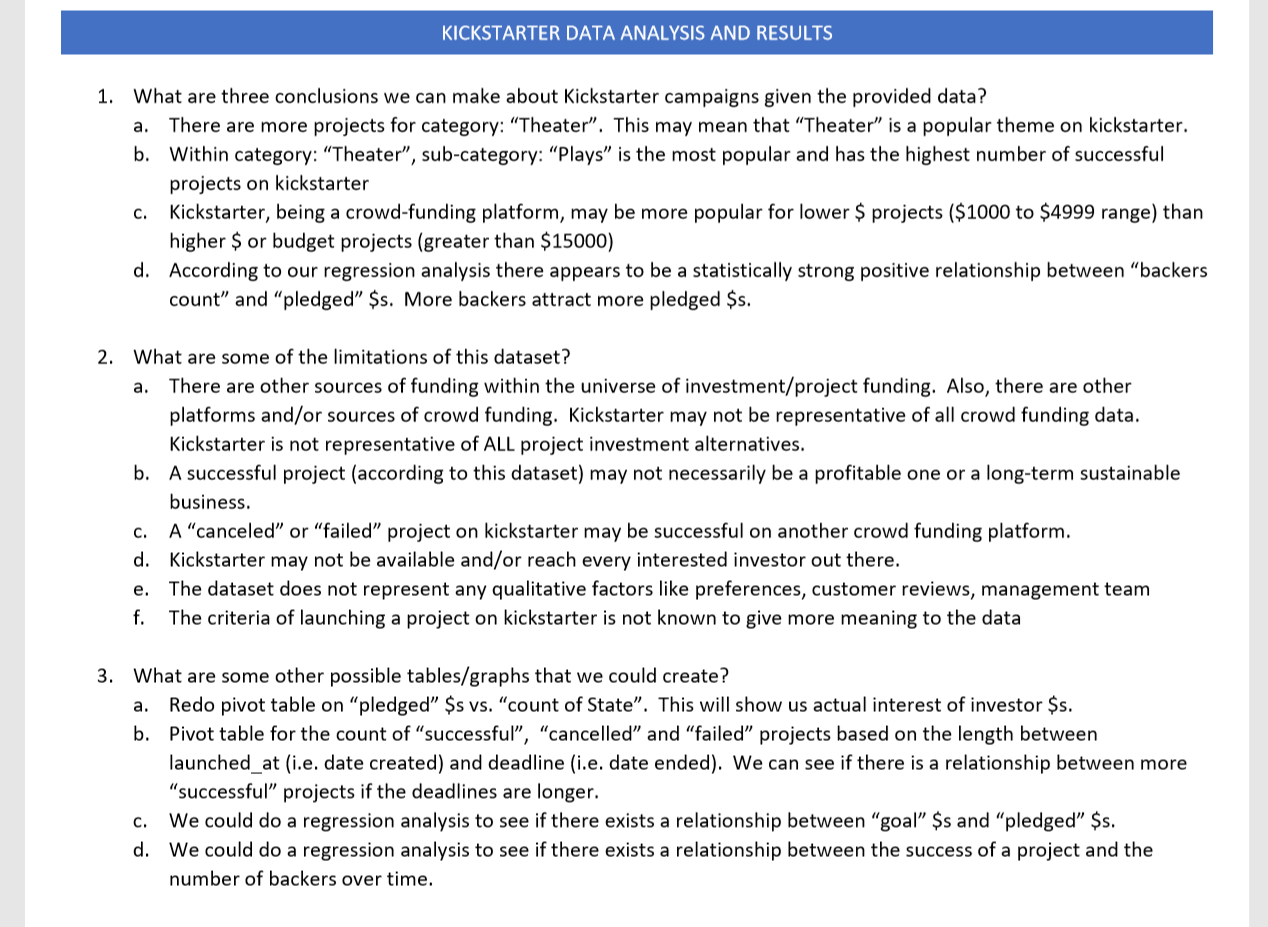 KICKSTARTER DATA ANALYSIS AND RESULTS
1. What are three conclusions we can make about Kickstarter campaigns given the provided data?
a. There are more projects for category: “Theater”. This may mean that “Theater” is a popular theme on kickstarter.
b. Within category: “Theater”, sub-category: “Plays” is the most popular and has the highest number of successful
projects on kickstarter
c. Kickstarter, being a crowd-funding platform, may be more popular for lower $ projects ($1000 to $4999 range) than
higher $ or budget projects (greater than $15000)
d. According to our regression analysis there appears to be a statistically strong positive relationship between “backers
count” and “pledged” $s. More backers attract more pledged $s.
2. What are some of the limitations of this dataset?
a. There are other sources of funding within the universe of investment/project funding. Also, there are other
platforms and/or sources of crowd funding. Kickstarter may not be representative of all crowd funding data.
Kickstarter is not representative of ALL project investment alternatives.
b. A successful project (according to this dataset) may not necessarily be a profitable one or a long-term sustainable
business.
c. A “canceled” or “failed” project on kickstarter may be successful on another crowd funding platform.
d. Kickstarter may not be available and/or reach every interested investor out there.
e. The dataset does not represent any qualitative factors like preferences, customer reviews, management team
f. The criteria of launching a project on kickstarter is not known to give more meaning to the data
3. What are some other possible tables/graphs that we could create?
a. Redo pivot table on “pledged” $s vs. “count of State”. This will show us actual interest of investor $s.
b. Pivot table for the count of “successful”, “cancelled” and “failed” projects based on the length between
launched_at (i.e. date created) and deadline (i.e. date ended). We can see if there is a relationship between more
“successful” projects if the deadlines are longer.
c. We could do a regression analysis to see if there exists a relationship between “goal” $s and “pledged” $s.
d. We could do a regression analysis to see if there exists a relationship between the success of a project and the
number of backers over time.